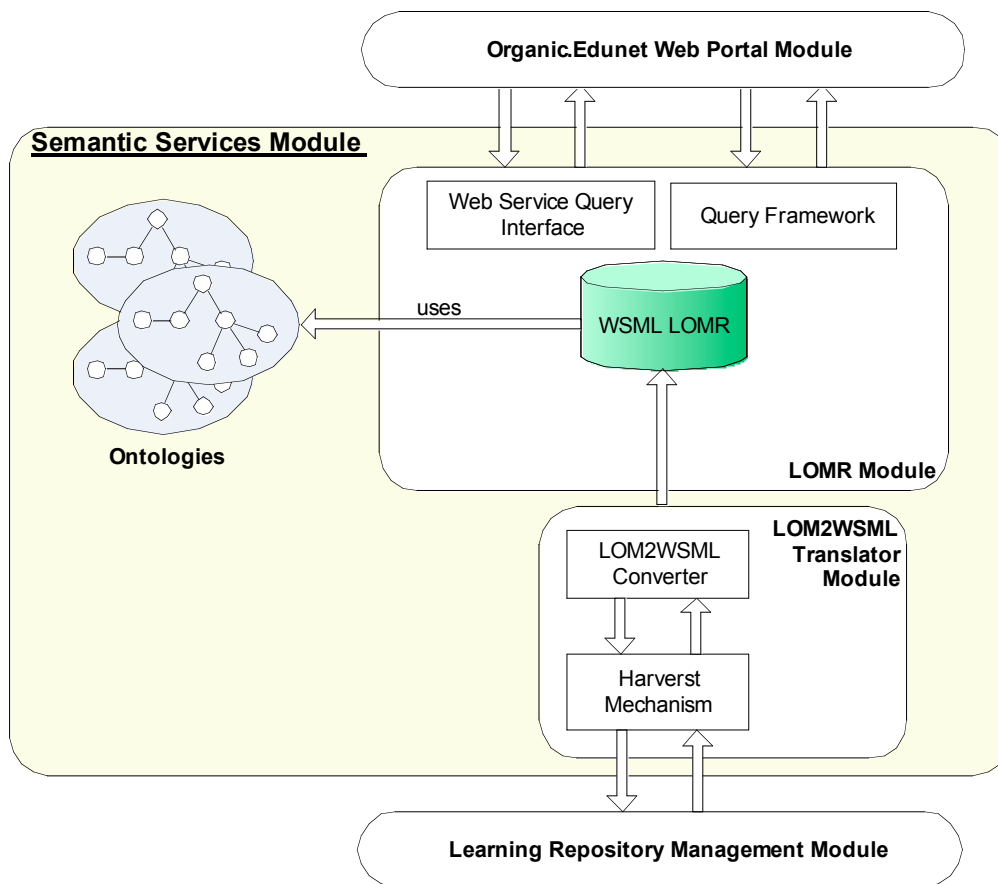 Organic.Edunet Web Portal Module
Semantic Services Module
Web Service Query
Interface
Query Framework
uses
WSML LOMR
Ontologies
LOMR Module
LOM2WSML
Translator
Module
LOM2WSML
Converter
Harverst
Mechanism
Learning Repository Management Module